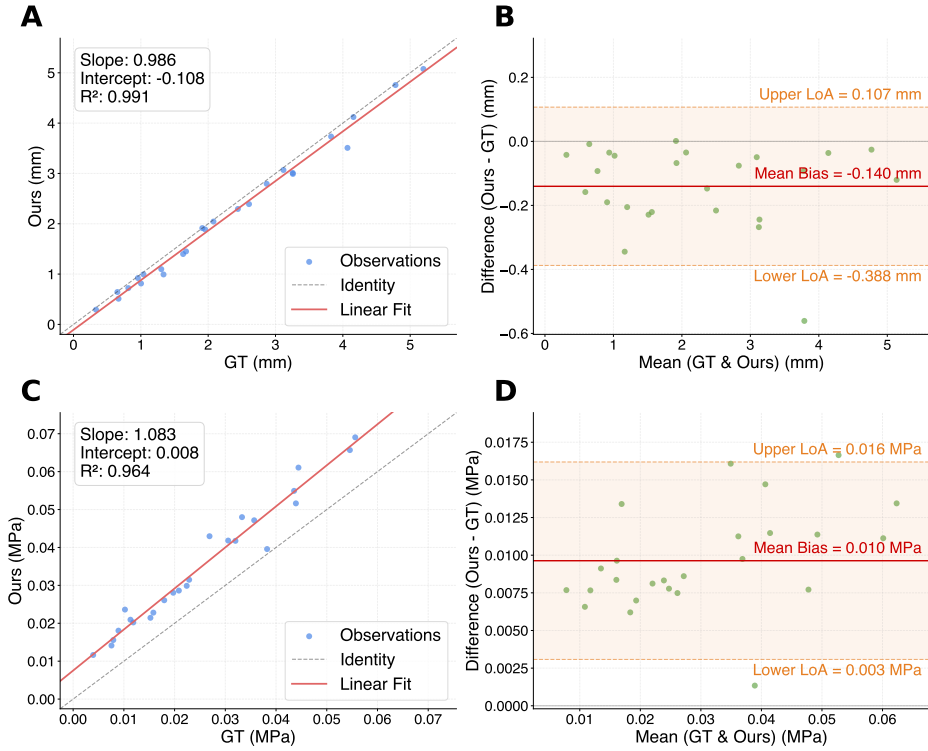 A
Slope: 0.986
Intercept: -0.108
R²: 0.991
Ours (mm)
5
4
3
2
1
0
Observations
Identity
Linear Fit
0 1 2 3 4 5
GT (mm)
B
Difference (Ours - GT) (mm)
0.2
0.0
−0.2
−0.4
−0.6
Upper LoA = 0.107 mm
Mean Bias = -0.140 mm
Lower LoA = -0.388 mm
0 1 2 3 4 5
Mean (GT & Ours) (mm)
C
Slope: 1.083
Intercept: 0.008
R²: 0.964
Ours (MPa)
0.07
0.06
0.05
0.04
0.03
0.02
0.01
0.00
Observations
Identity
Linear Fit
0.00 0.01 0.02 0.03 0.04 0.05 0.06 0.07
GT (MPa)
D
Difference (Ours - GT) (MPa)
0.0175
0.0150
0.0125
0.0100
0.0075
0.0050
0.0025
0.0000
Upper LoA = 0.016 MPa
Mean Bias = 0.010 MPa
Lower LoA = 0.003 MPa
0.01 0.02 0.03 0.04 0.05 0.06
Mean (GT & Ours) (MPa)